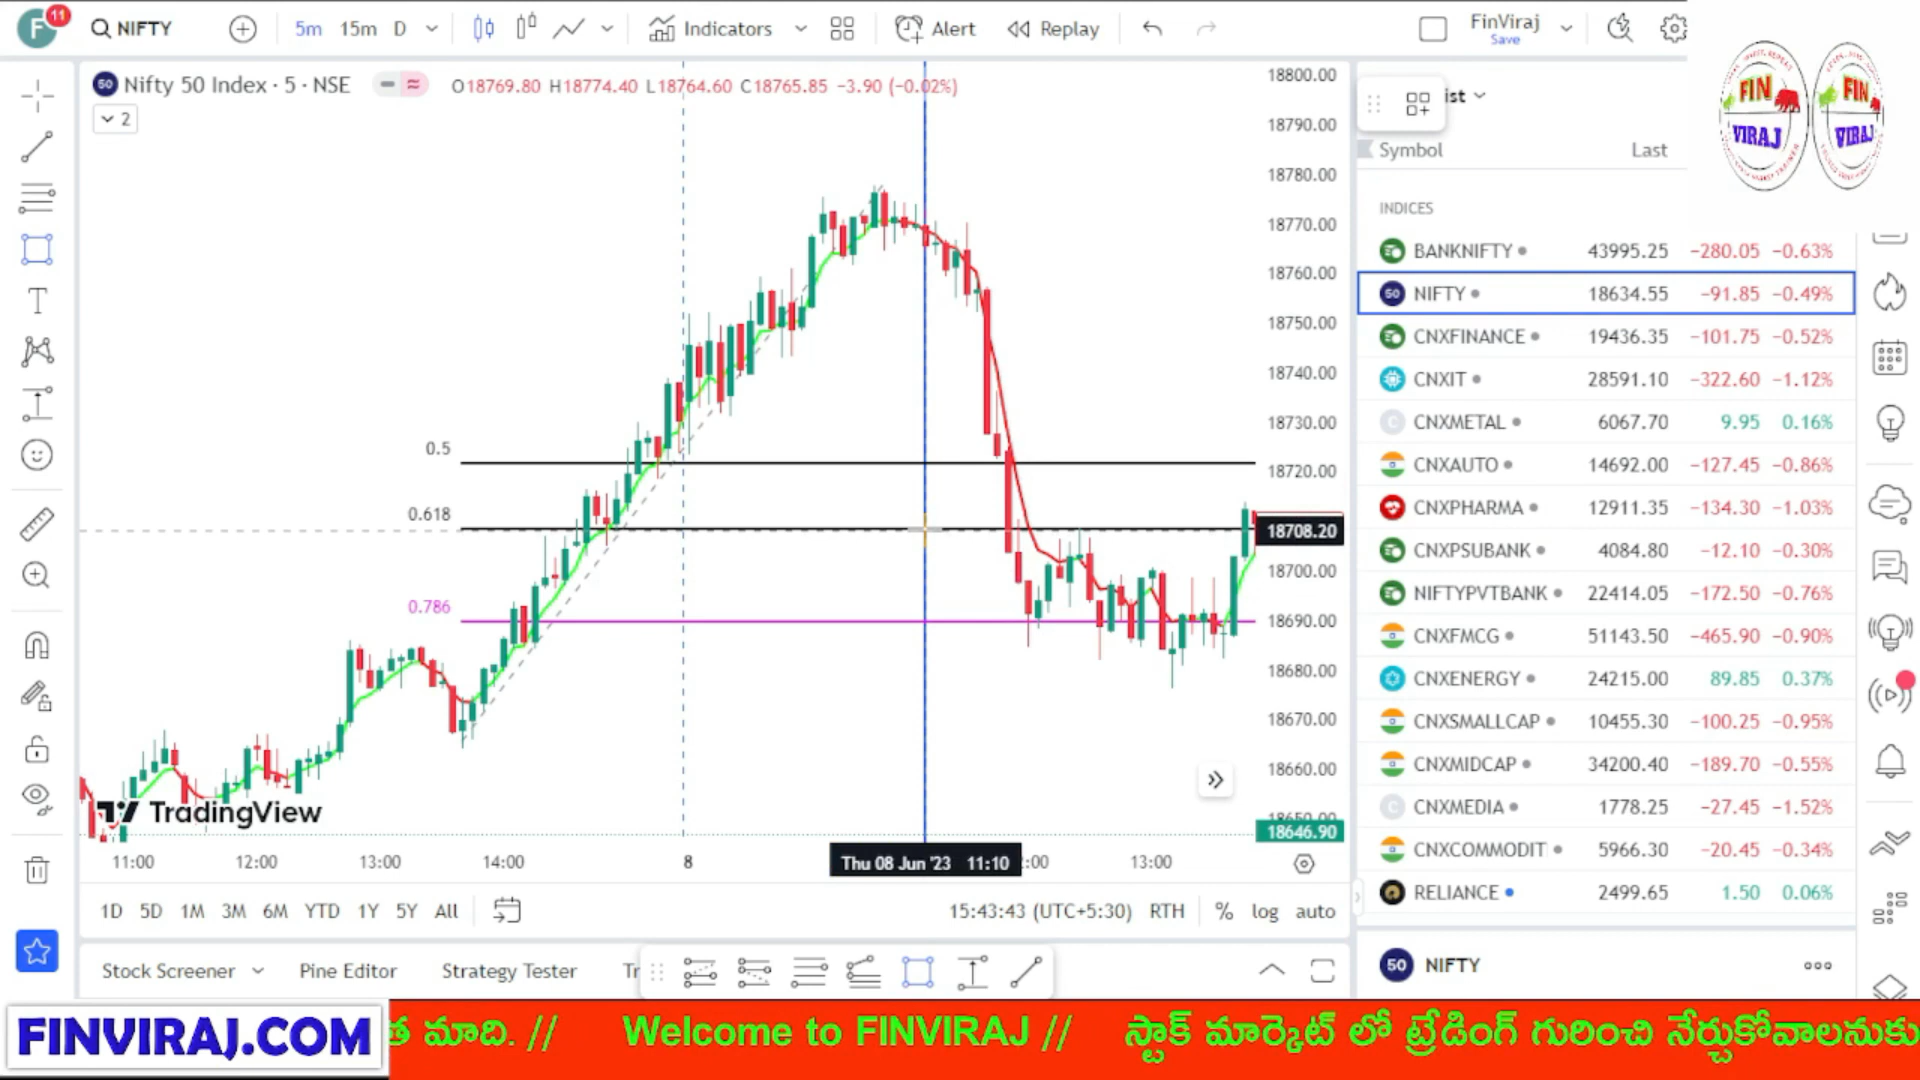 F 11 NIFTY 5m 15m D Indicators Alert Replay FinViraj
Save
50 Nifty 50 Index · 5 · NSE O18769.80 H18774.40 L18764.60 C18765.85 −3.90 (−0.02%)
2
18800.00
18790.00
18780.00
18770.00
18760.00
18750.00
18740.00
18730.00
18720.00
18708.20
18700.00
18690.00
18680.00
18670.00
18660.00
18650.00
18646.90
0.5
0.618
0.786
TradingView
11:00 12:00 13:00 14:00 8 Thu 08 Jun '23 11:10 2:00 13:00
1D 5D 1M 3M 6M YTD 1Y 5Y All 15:43:43 (UTC+5:30) RTH % log auto
Stock Screener Pine Editor Strategy Tester Tr
ist
Symbol Last
INDICES
BANKNIFTY 43995.25 −280.05 −0.63%
50 NIFTY 18634.55 −91.85 −0.49%
CNXFINANCE 19436.35 −101.75 −0.52%
CNXIT 28591.10 −322.60 −1.12%
C CNXMETAL 6067.70 9.95 0.16%
CNXAUTO 14692.00 −127.45 −0.86%
CNXPHARMA 12911.35 −134.30 −1.03%
CNXPSUBANK 4084.80 −12.10 −0.30%
NIFTYPVTBANK 22414.05 −172.50 −0.76%
CNXFMCG 51143.50 −465.90 −0.90%
CNXENERGY 24215.00 89.85 0.37%
CNXSMALLCAP 10455.30 −100.25 −0.95%
CNXMIDCAP 34200.40 −189.70 −0.55%
C CNXMEDIA 1778.25 −27.45 −1.52%
CNXCOMMODIT 5966.30 −20.45 −0.34%
RELIANCE 2499.65 1.50 0.06%
50 NIFTY
FIN VIRAJ
FIN VIRAJ
FINVIRAJ.COM
త మాది. // Welcome to FINVIRAJ // స్టాక్ మార్కెట్ లో ట్రేడింగ్ గురించి నేర్చుకోవాలనుకు